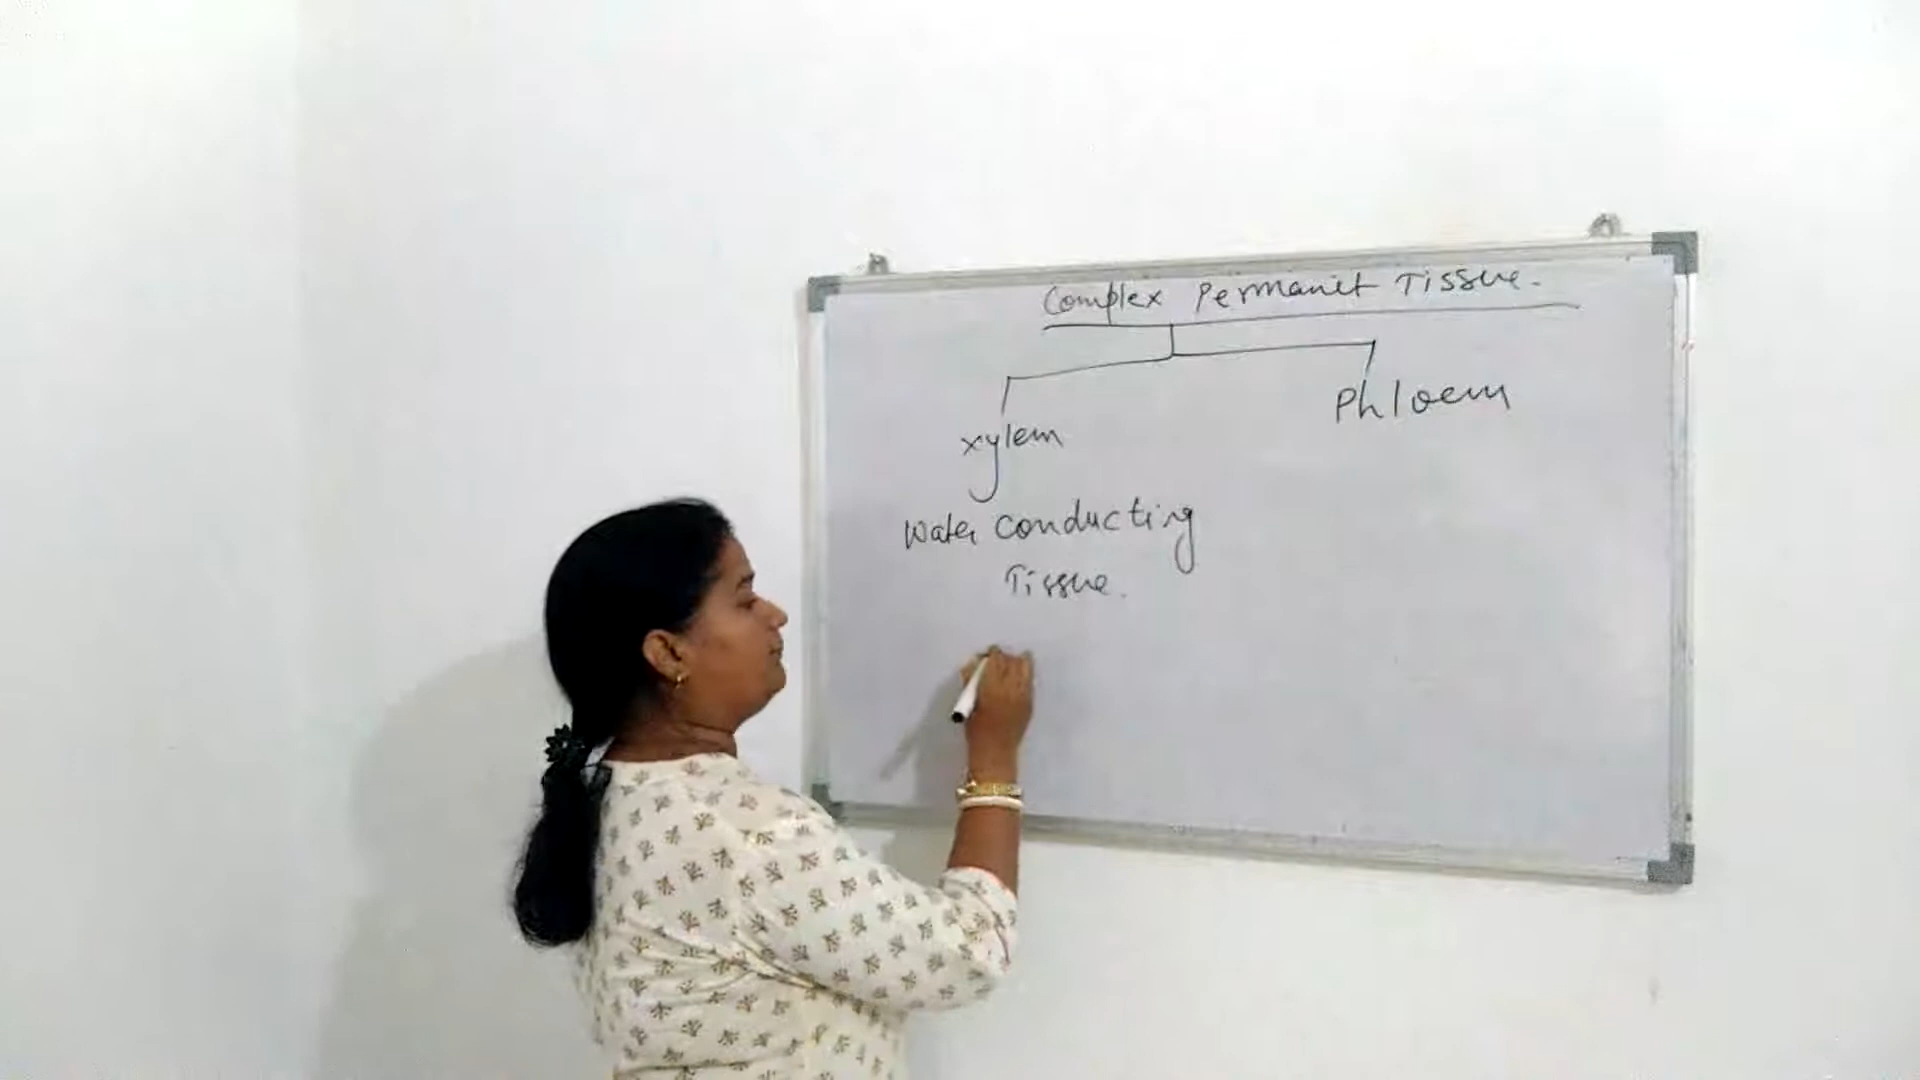 Complex Permanet Tissue.
xylem
Phloem
Water conducting
Tissue.